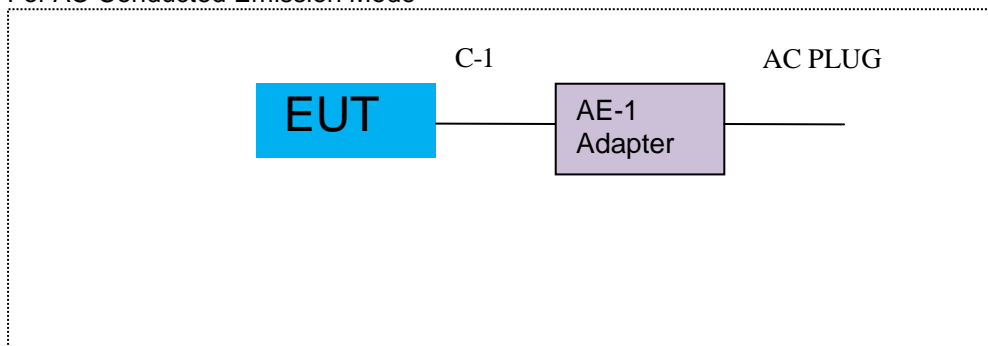 For AC Conducted Emission Mode
C-1
AC PLUG
EUT
AE-1
Adapter